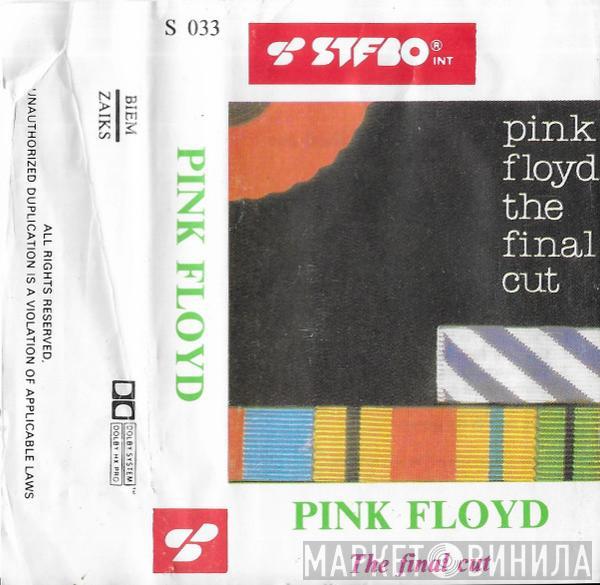 S 033
STEBO® INT
BIEM
ZAIKS
ALL RIGHTS RESERVED.
UNAUTHORIZED DUPLICATION IS A VIOLATION OF APPLICABLE LAWS
DOLBY SYSTEM™
DOLBY HX PRO
PINK FLOYD
pink
floyd
the
final
cut
PINK FLOYD
The final cut
МАРКЕТ ВИНИЛА